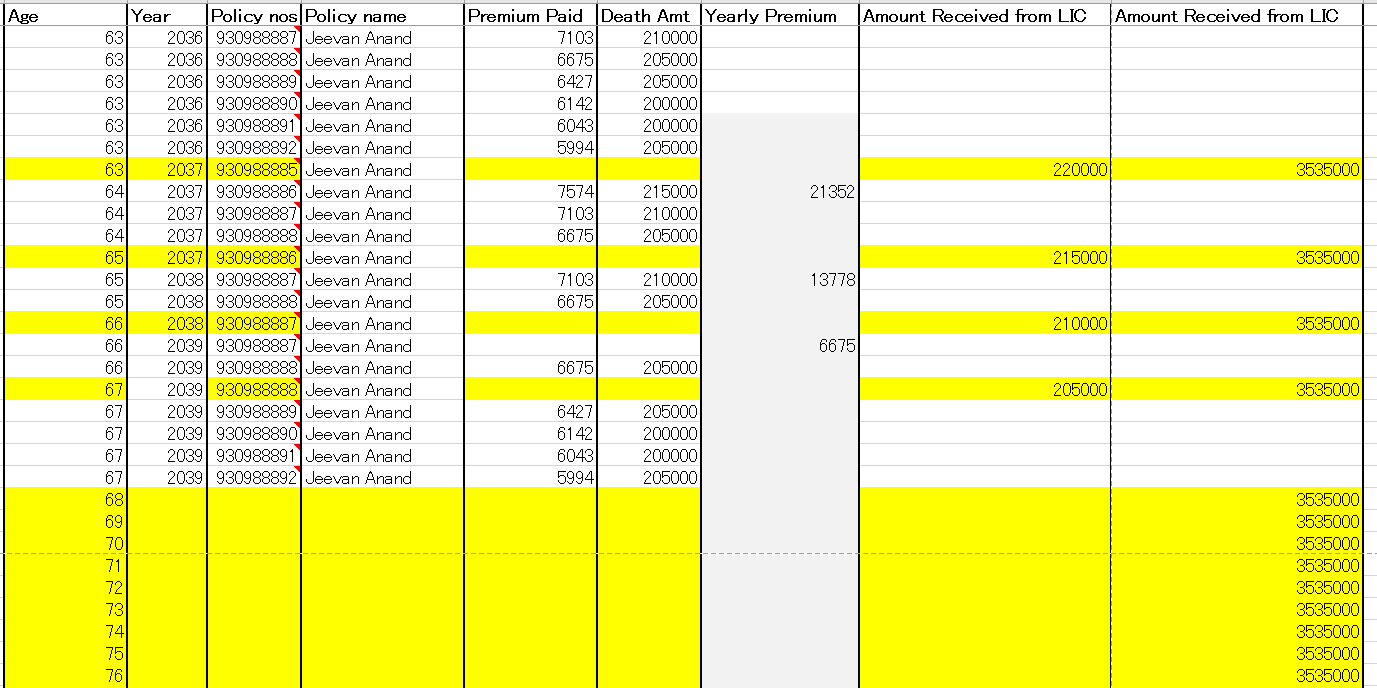 Age Year Policy nos Policy name Premium Paid Death Amt Yearly Premium Amount Received from LIC Amount Received from LIC
63 2036 930988887 Jeevan Anand 7103 210000
63 2036 930988888 Jeevan Anand 6675 205000
63 2036 930988889 Jeevan Anand 6427 205000
63 2036 930988890 Jeevan Anand 6142 200000
63 2036 930988891 Jeevan Anand 6043 200000
63 2036 930988892 Jeevan Anand 5994 205000
63 2037 930988885 Jeevan Anand 220000 3535000
64 2037 930988886 Jeevan Anand 7574 215000 21352
64 2037 930988887 Jeevan Anand 7103 210000
64 2037 930988888 Jeevan Anand 6675 205000
65 2037 930988886 Jeevan Anand 215000 3535000
65 2038 930988887 Jeevan Anand 7103 210000 13778
65 2038 930988888 Jeevan Anand 6675 205000
66 2038 930988887 Jeevan Anand 210000 3535000
66 2039 930988887 Jeevan Anand 6675
66 2039 930988888 Jeevan Anand 6675 205000
67 2039 930988888 Jeevan Anand 205000 3535000
67 2039 930988889 Jeevan Anand 6427 205000
67 2039 930988890 Jeevan Anand 6142 200000
67 2039 930988891 Jeevan Anand 6043 200000
67 2039 930988892 Jeevan Anand 5994 205000
68 3535000
69 3535000
70 3535000
71 3535000
72 3535000
73 3535000
74 3535000
75 3535000
76 3535000